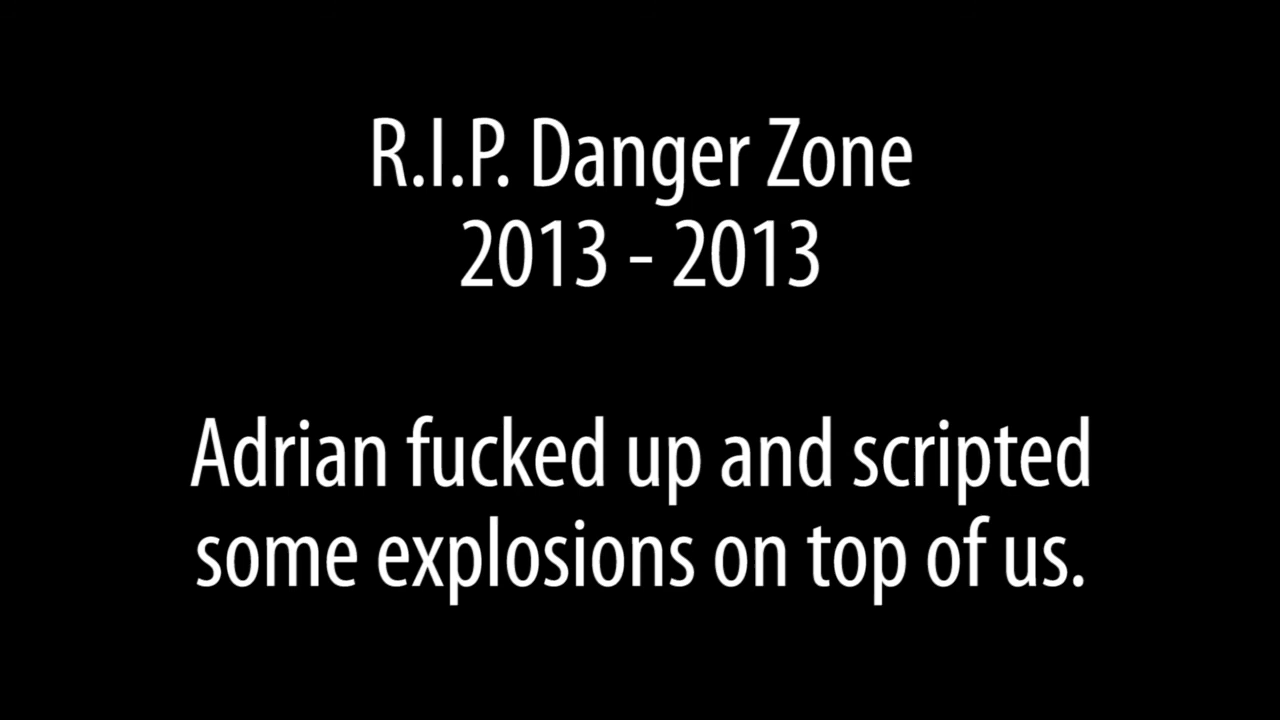 R.I.P. Danger Zone
2013 - 2013
Adrian fucked up and scripted
some explosions on top of us.